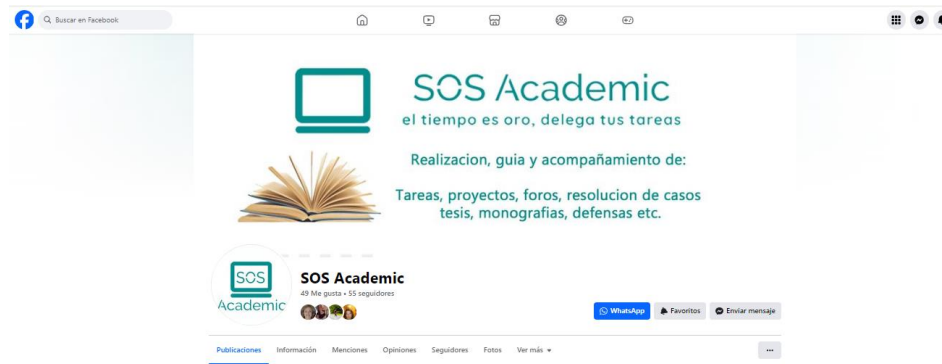 Buscar en Facebook
SOS Academic
el tiempo es oro, delega tus tareas
Realizacion, guia y acompañamiento de:
Tareas, proyectos, foros, resolucion de casos
tesis, monografias, defensas etc.
SOS
Academic
SOS Academic
49 Me gusta • 55 seguidores
WhatsApp Favoritos Enviar mensaje
Publicaciones Información Menciones Opiniones Seguidores Fotos Ver más